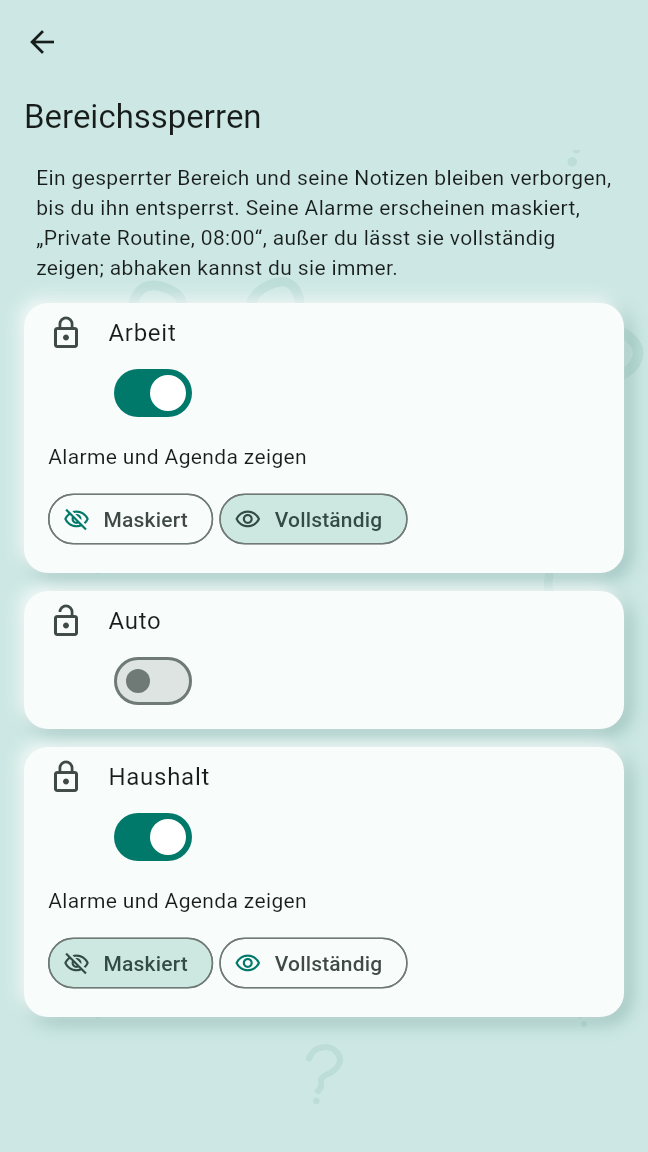 Bereichssperren
Ein gesperrter Bereich und seine Notizen bleiben verborgen,
bis du ihn entsperrst. Seine Alarme erscheinen maskiert,
„Private Routine, 08:00“, außer du lässt sie vollständig
zeigen; abhaken kannst du sie immer.
Arbeit
Alarme und Agenda zeigen
Maskiert Vollständig
Auto
Haushalt
Alarme und Agenda zeigen
Maskiert Vollständig